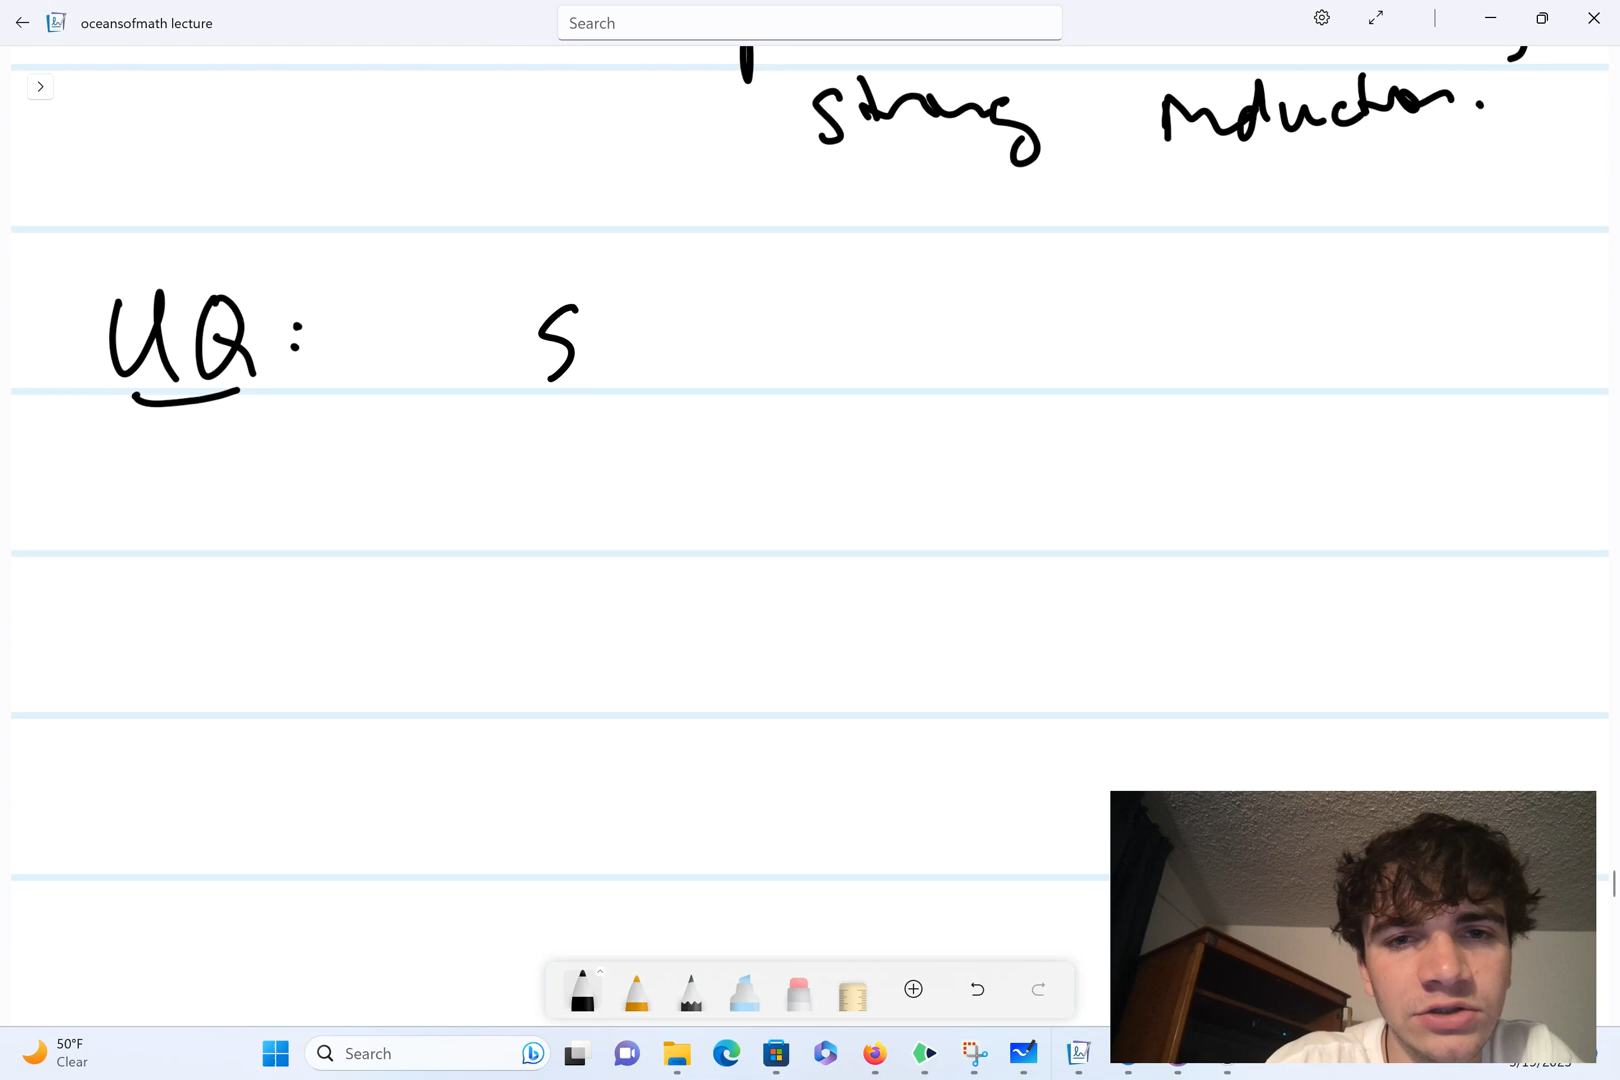 oceansofmath lecture
Search
strong induction.
UQ: S
50°F
Clear
Search